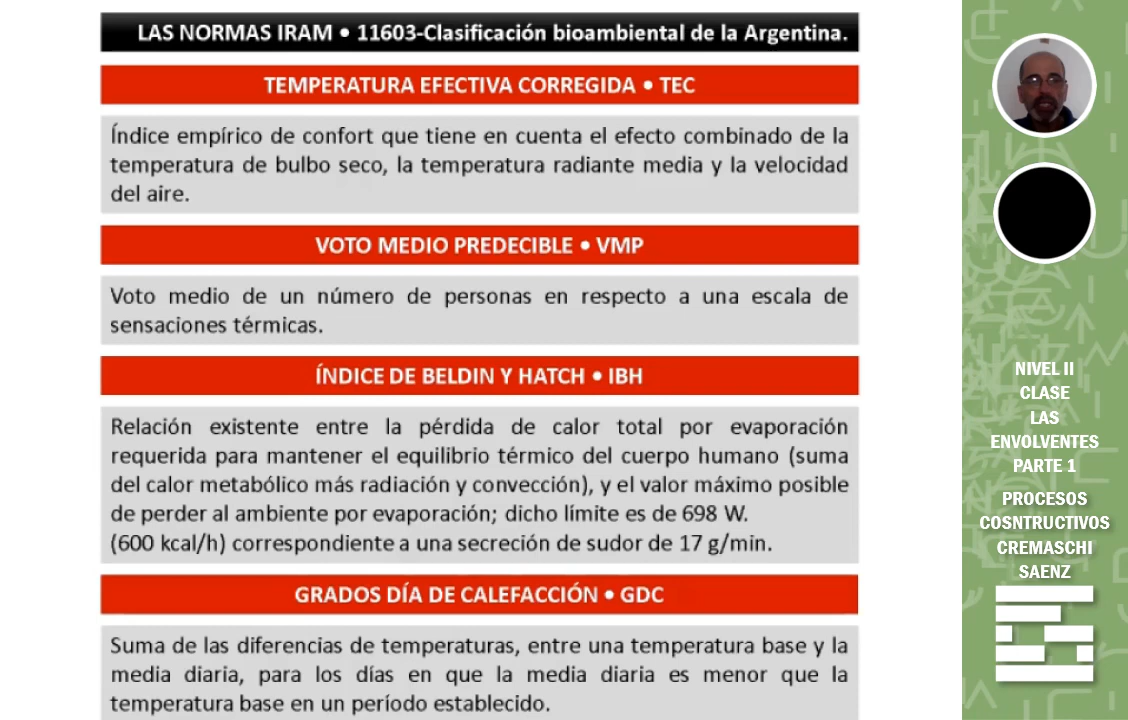 LAS NORMAS IRAM • 11603-Clasificación bioambiental de la Argentina.
TEMPERATURA EFECTIVA CORREGIDA • TEC
Índice empírico de confort que tiene en cuenta el efecto combinado de la
temperatura de bulbo seco, la temperatura radiante media y la velocidad
del aire.
VOTO MEDIO PREDECIBLE • VMP
Voto medio de un número de personas en respecto a una escala de
sensaciones térmicas.
ÍNDICE DE BELDIN Y HATCH • IBH
Relación existente entre la pérdida de calor total por evaporación
requerida para mantener el equilibrio térmico del cuerpo humano (suma
del calor metabólico más radiación y convección), y el valor máximo posible
de perder al ambiente por evaporación; dicho límite es de 698 W.
(600 kcal/h) correspondiente a una secreción de sudor de 17 g/min.
GRADOS DÍA DE CALEFACCIÓN • GDC
Suma de las diferencias de temperaturas, entre una temperatura base y la
media diaria, para los días en que la media diaria es menor que la
temperatura base en un período establecido.
NIVEL II
CLASE
LAS
ENVOLVENTES
PARTE 1
PROCESOS
COSNTRUCTIVOS
CREMASCHI
SAENZ